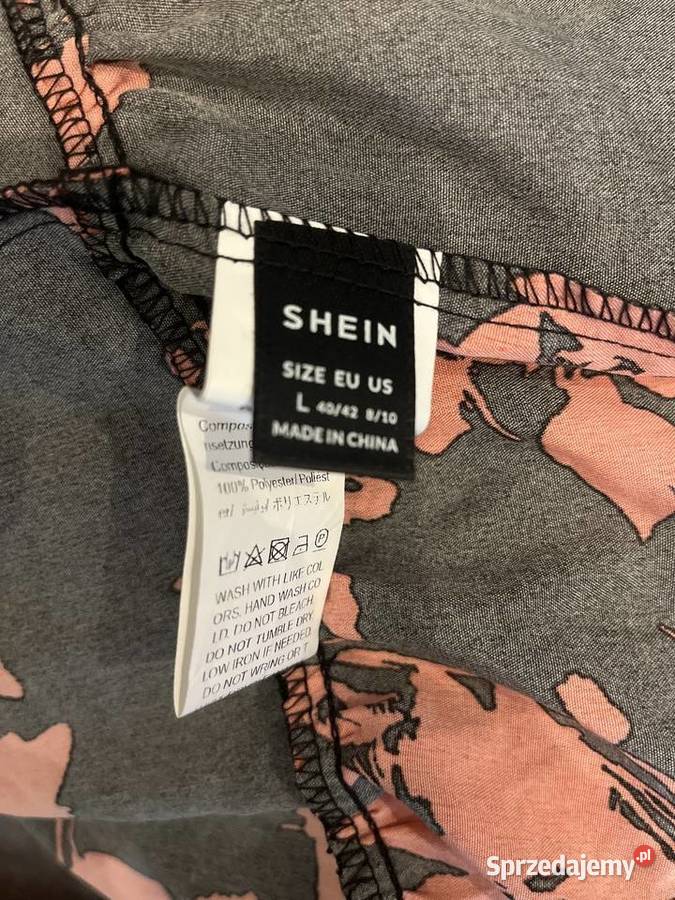 SHEIN
SIZE EU US
L 40/42 8/10
MADE IN CHINA
100% Polyester/Poliest
er/ ポリエステル
WASH WITH LIKE COL
ORS, HAND WASH CO
LD. DO NOT BLEACH.
DO NOT TUMBLE DRY.
LOW IRON IF NEEDED.
DO NOT WRING OR T
Sprzedajemy.pl